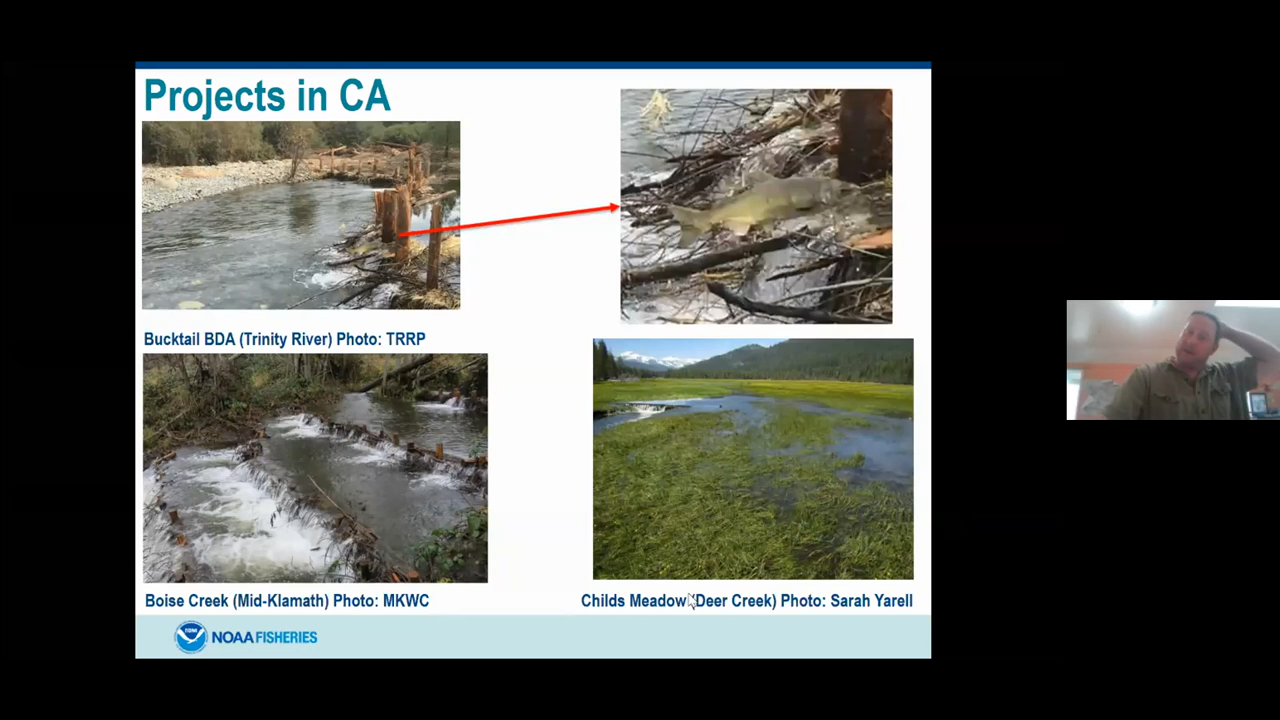 Projects in CA
Bucktail BDA (Trinity River) Photo: TRRP
Boise Creek (Mid-Klamath) Photo: MKWC
Childs Meadow (Deer Creek) Photo: Sarah Yarell
NOAA FISHERIES